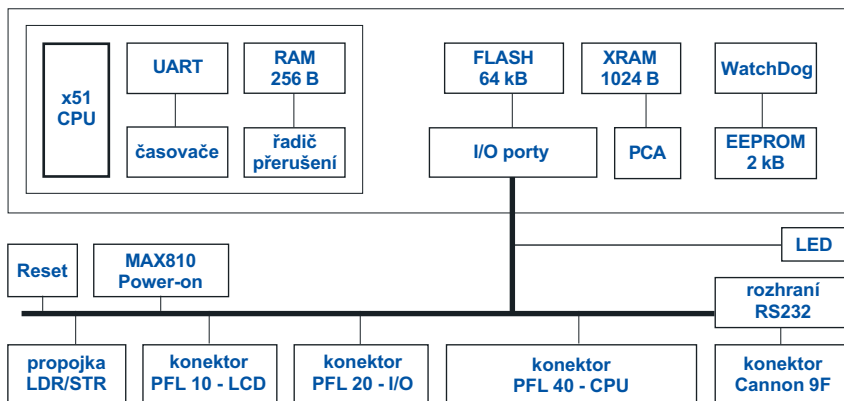 x51
CPU
UART
RAM
256 B
FLASH
64 kB
XRAM
1024 B
WatchDog
časovače
řadič
přerušení
I/O porty
PCA
EEPROM
2 kB
LED
Reset
MAX810
Power-on
rozhraní
RS232
propojka
LDR/STR
konektor
PFL 10 - LCD
konektor
PFL 20 - I/O
konektor
PFL 40 - CPU
konektor
Cannon 9F